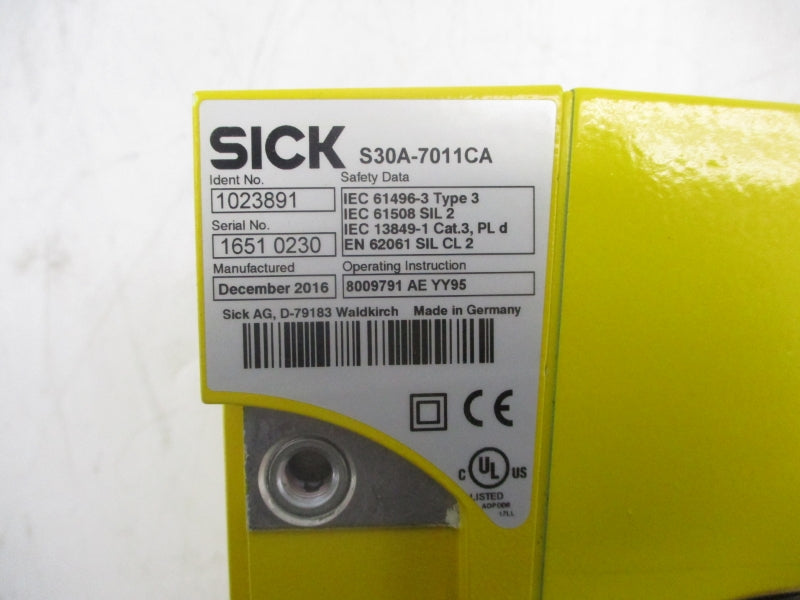 SICK S30A-7011CA
Ident No. Safety Data
1023891
IEC 61496-3 Type 3
IEC 61508 SIL 2
IEC 13849-1 Cat.3, PL d
EN 62061 SIL CL 2
Serial No.
1651 0230
Manufactured Operating Instruction
December 2016 8009791 AE YY95
Sick AG, D-79183 Waldkirch Made in Germany
CE
C UL US
LISTED